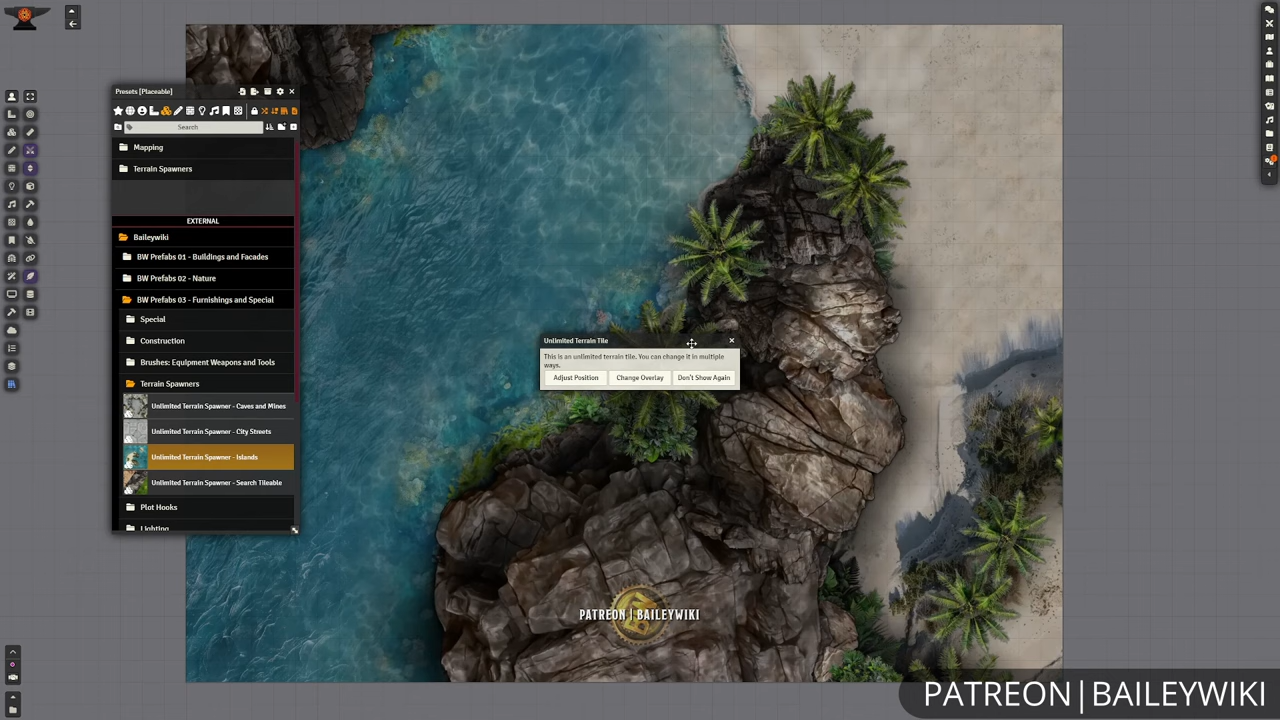 Presets [Placeable]
Search
Mapping
Terrain Spawners
EXTERNAL
Baileywiki
BW Prefabs 01 - Buildings and Facades
BW Prefabs 02 - Nature
BW Prefabs 03 - Furnishings and Special
Special
Construction
Brushes: Equipment Weapons and Tools
Terrain Spawners
Unlimited Terrain Spawner - Caves and Mines
Unlimited Terrain Spawner - City Streets
Unlimited Terrain Spawner - Islands
Unlimited Terrain Spawner - Search Tileable
Plot Hooks
Lighting
Unlimited Terrain Tile
This is an unlimited terrain tile. You can change it in multiple
ways.
Adjust Position Change Overlay Don't Show Again
PATREON | BAILEYWIKI
PATREON | BAILEYWIKI